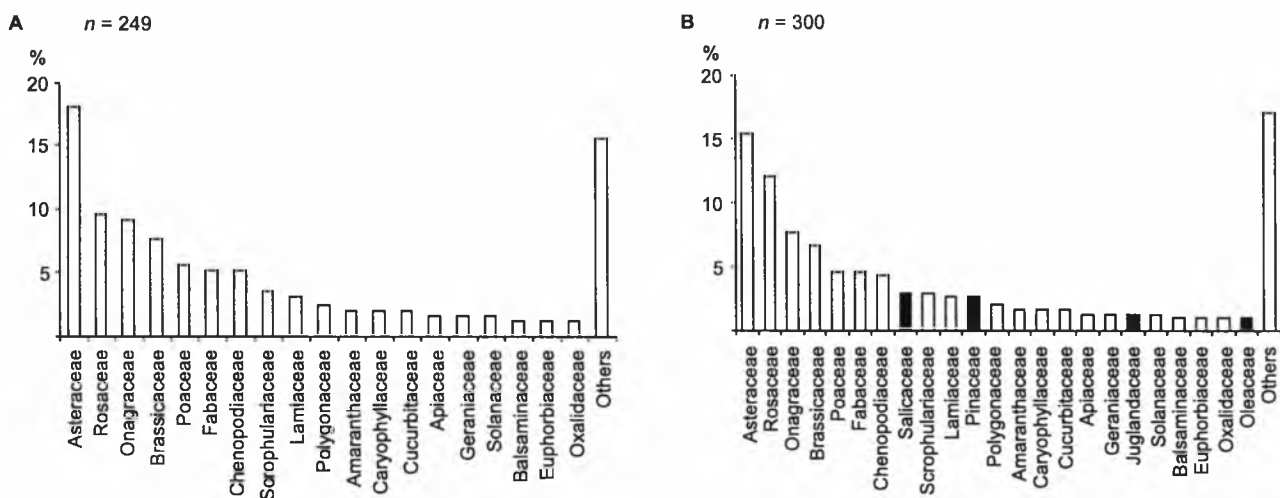 A n = 249
%
20
15
10
5
Asteraceae
Rosaceae
Onagraceae
Brassicaceae
Poaceae
Fabaceae
Chenopodiaceae
Scrophulariaceae
Lamiaceae
Polygonaceae
Amaranthaceae
Caryophyllaceae
Cucurbitaceae
Apiaceae
Geraniaceae
Solanaceae
Balsaminaceae
Euphorbiaceae
Oxalidaceae
Others
B n = 300
%
20
15
10
5
Asteraceae
Rosaceae
Onagraceae
Brassicaceae
Poaceae
Fabaceae
Chenopodiaceae
Salicaceae
Scrophulariaceae
Lamiaceae
Pinaceae
Polygonaceae
Amaranthaceae
Caryophyllaceae
Cucurbitaceae
Apiaceae
Geraniaceae
Juglandaceae
Solanaceae
Balsaminaceae
Euphorbiaceae
Oxalidaceae
Oleaceae
Others